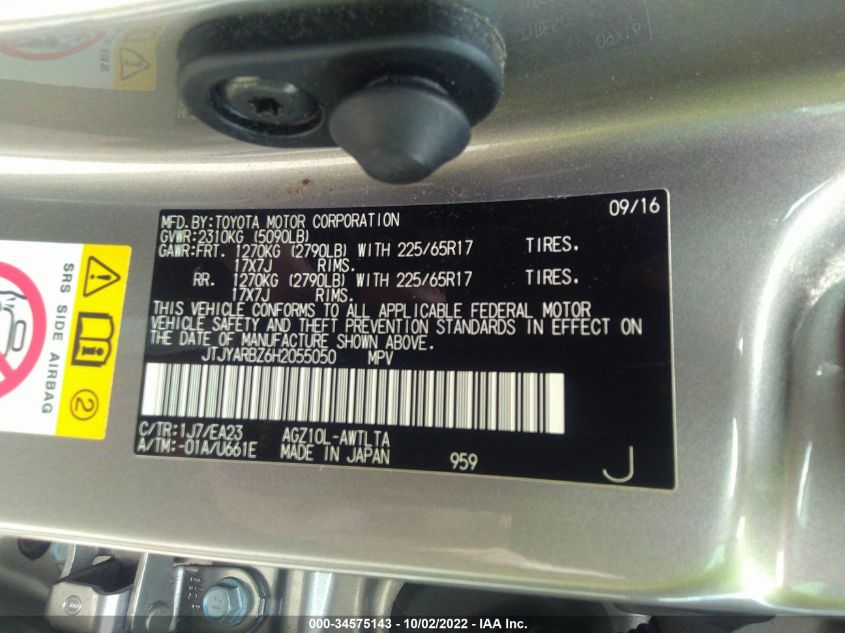 MFD.BY:TOYOTA MOTOR CORPORATION 09/16
GVWR:2310KG (5090LB)
GAWR:FRT. 1270KG (2790LB) WITH 225/65R17 TIRES.
17X7J RIMS.
RR. 1270KG (2790LB) WITH 225/65R17 TIRES.
17X7J RIMS.
THIS VEHICLE CONFORMS TO ALL APPLICABLE FEDERAL MOTOR
VEHICLE SAFETY AND THEFT PREVENTION STANDARDS IN EFFECT ON
THE DATE OF MANUFACTURE SHOWN ABOVE.
JTJYARBZ6H2055050 MPV
C/TR:1J7/EA23 AGZ10L-AWTLTA
A/TM:-01A/U661E MADE IN JAPAN 959 J
SRS SIDE AIRBAG
2
000-34575143 - 10/02/2022 - IAA Inc.